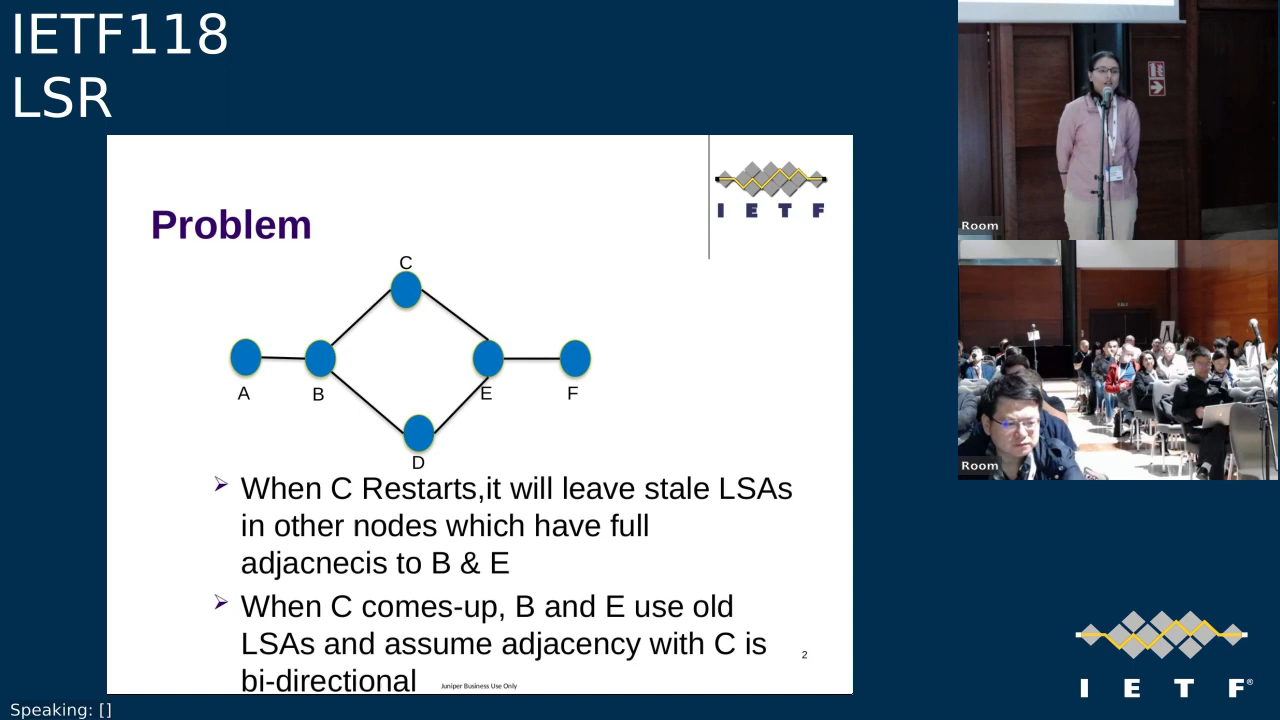 IETF118
LSR
I E T F
Problem
C
A
B
E
F
D
When C Restarts,it will leave stale LSAs
in other nodes which have full
adjacnecis to B & E
When C comes-up, B and E use old
LSAs and assume adjacency with C is
bi-directional
2
Juniper Business Use Only
Room
Room
I E T F®
Speaking: []